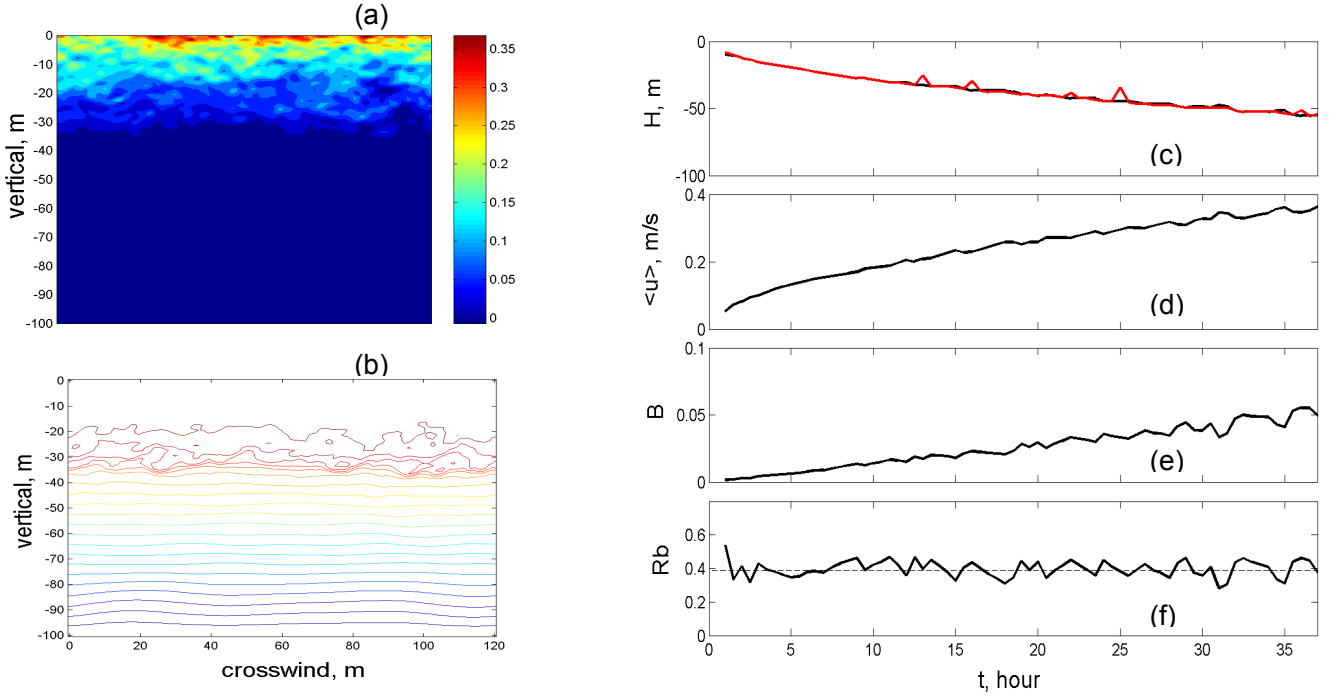 (a)
vertical, m
0
-10
-20
-30
-40
-50
-60
-70
-80
-90
-100
0.35
0.3
0.25
0.2
0.15
0.1
0.05
0
(b)
vertical, m
0
-10
-20
-30
-40
-50
-60
-70
-80
-90
-100
0 20 40 60 80 100 120
crosswind, m
H, m
0
-50
-100
(c)
<u>, m/s
0.4
0.2
0
(d)
B
0.1
0.05
0
(e)
Rb
0.6
0.4
0.2
0
(f)
0 5 10 15 20 25 30 35
t, hour